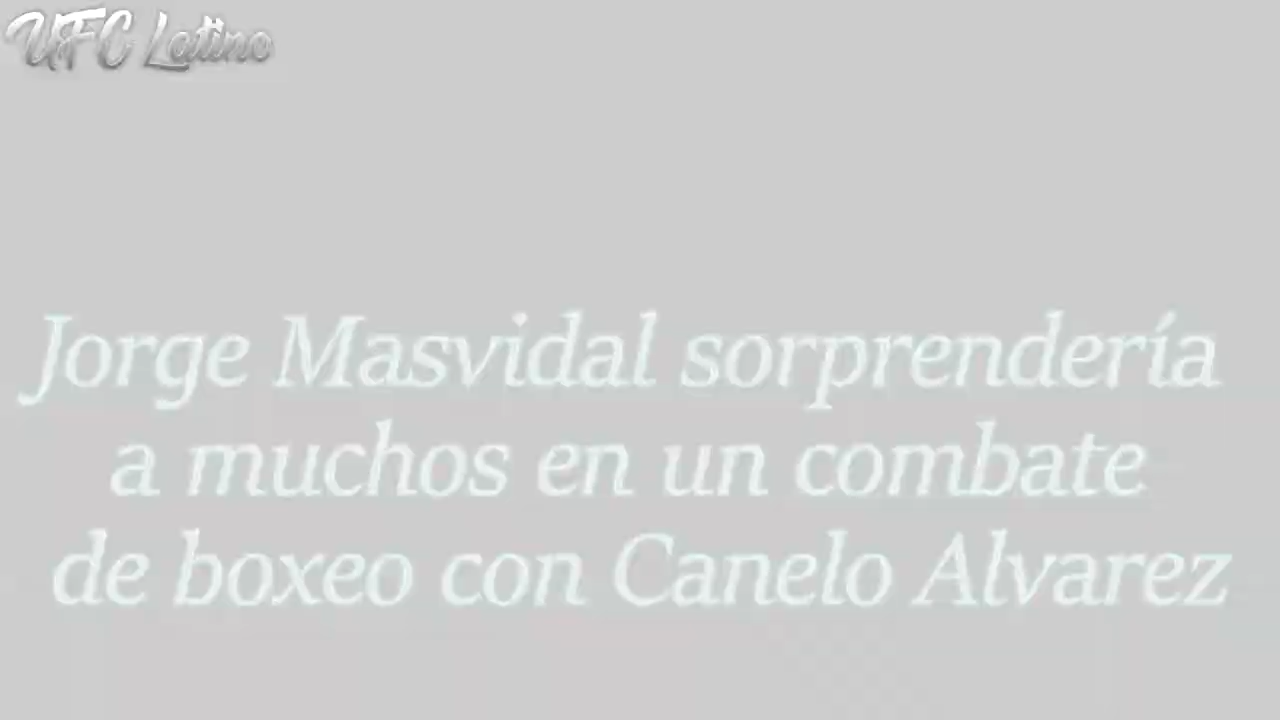 UFC Latino
Jorge Masvidal sorprendería
a muchos en un combate
de boxeo con Canelo Alvarez